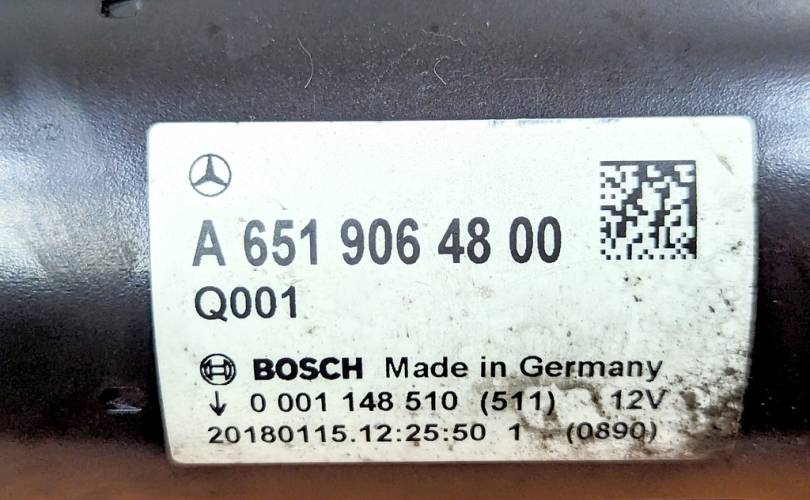 A 651 906 48 00
Q001
BOSCH Made in Germany
↓ 0 001 148 510 (511) 12V
20180115.12:25:50 1 (0890)